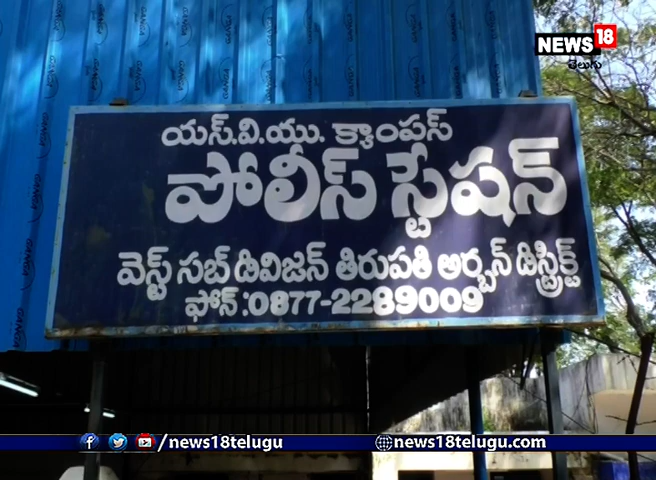 NEWS 18
తెలుగు
యస్.వి.యు. క్యాంపస్
పోలీస్ స్టేషన్
వెస్ట్ సబ్ డివిజన్ తిరుపతి అర్బన్ డిస్ట్రిక్ట్
ఫోన్ :0877-2289009
/news18telugu
news18telugu.com